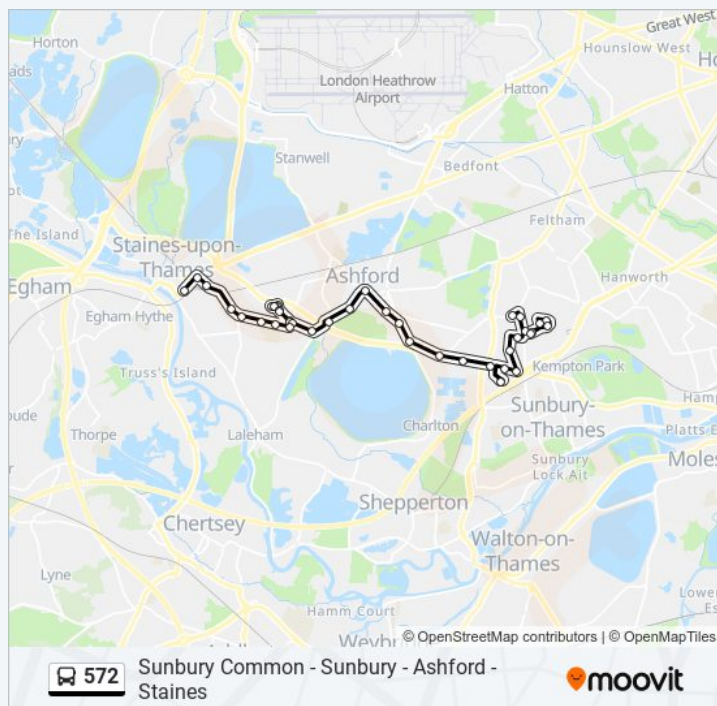 Horton
Great West
Hounslow West
London Heathrow
Airport
Hatton
Stanwell
Bedfont
Feltham
The Island
Staines-upon-
Thames
Ashford
Hanworth
Egham
Egham Hythe
Truss's Island
Kempton Park
Sunbury-
on-Thames
Thorpe
Laleham
Charlton
Sunbury
Lock Ait
Shepperton
Chertsey
Walton-on-
Thames
Lyne
Hamm Court
© OpenStreetMap contributors | © OpenMapTiles
572
Sunbury Common - Sunbury - Ashford -
Staines
moovit